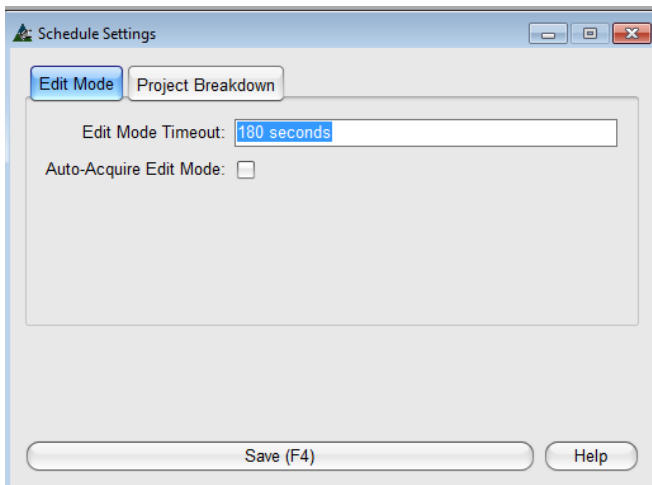 Schedule Settings
Edit Mode Project Breakdown
Edit Mode Timeout: 180 seconds
Auto-Acquire Edit Mode:
Save (F4) Help